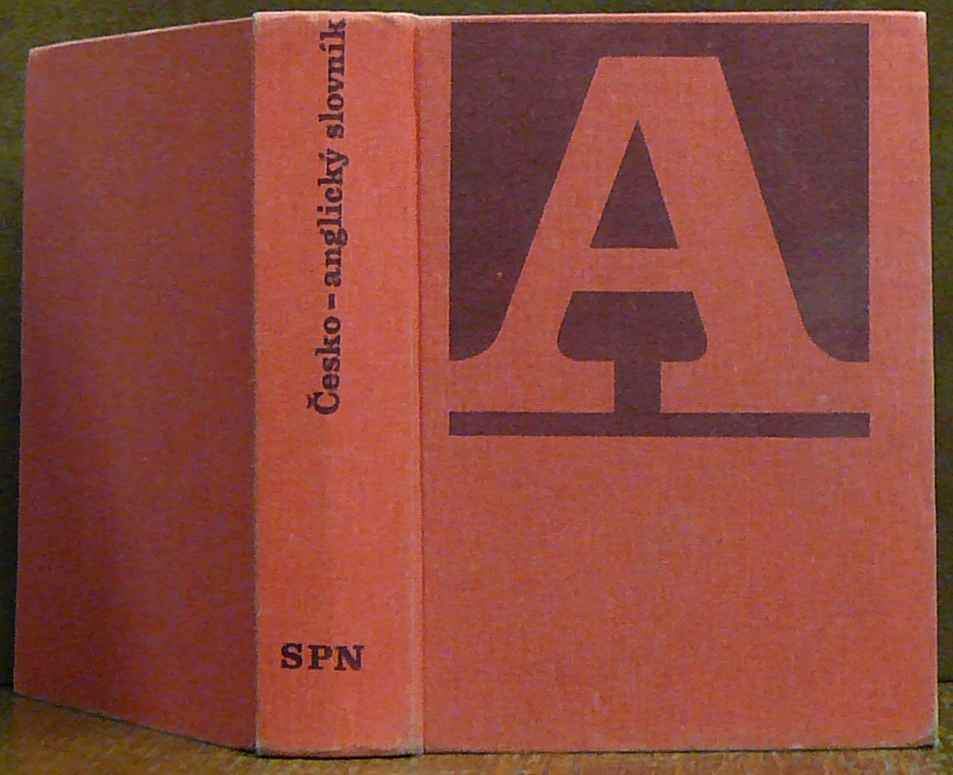 Česko - anglický slovník
SPN
A